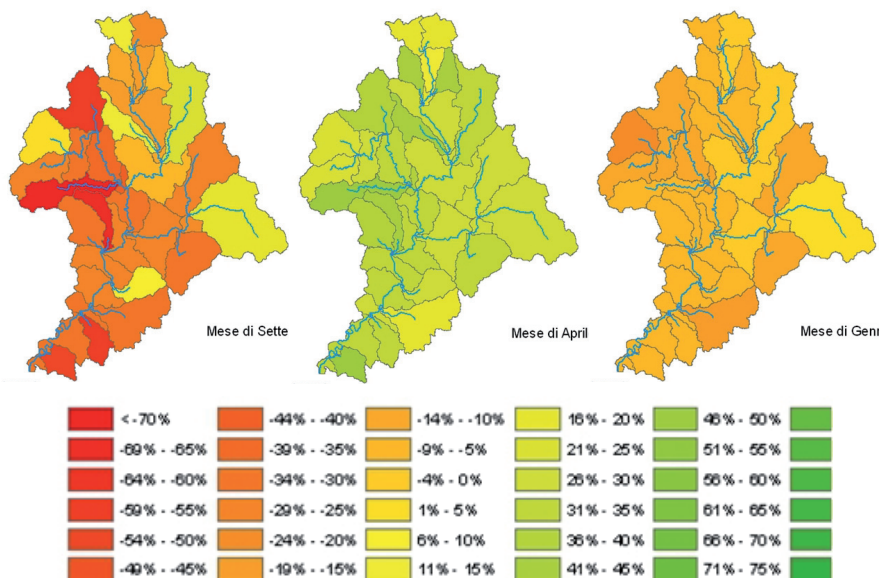 Mese di Sette
Mese di April
Mese di Genn
<-70% -44% - -40% -14% - -10% 16% - 20% 46% - 50%
-69% - -65% -39% - -35% -9% - -5% 21% - 25% 51% - 55%
-64% - -60% -34% - -30% -4% - 0% 26% - 30% 56% - 60%
-59% - -55% -29% - -25% 1% - 5% 31% - 35% 61% - 65%
-54% - -50% -24% - -20% 6% - 10% 36% - 40% 66% - 70%
-49% - -45% -19% - -15% 11% - 15% 41% - 45% 71% - 75%